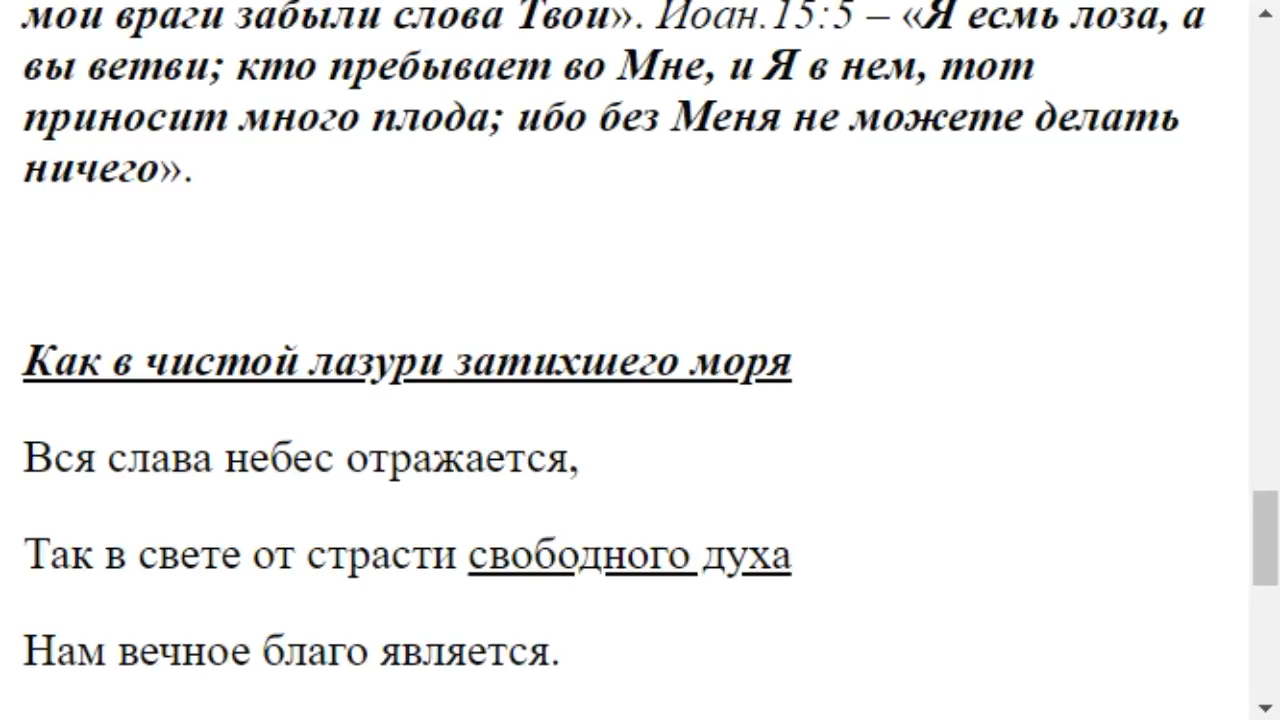 мои враги забыли слова Твои». Иоан.15:5 – «Я есмь лоза, а
вы ветви; кто пребывает во Мне, и Я в нем, тот
приносит много плода; ибо без Меня не можете делать
ничего».
Как в чистой лазури затихшего моря
Вся слава небес отражается,
Так в свете от страсти свободного духа
Нам вечное благо является.